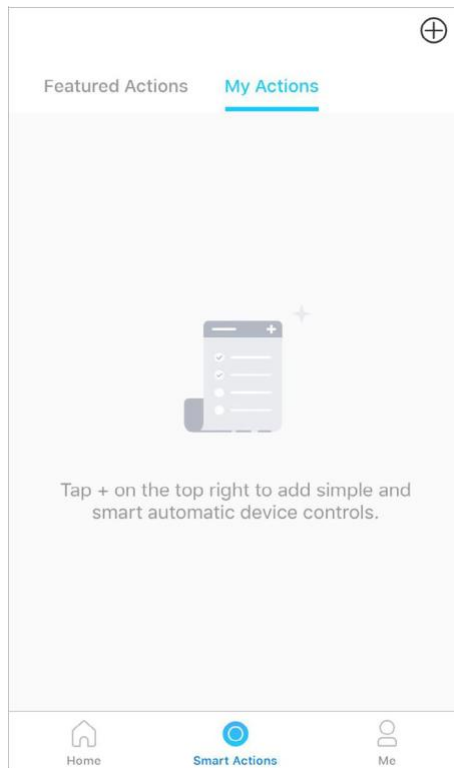 Featured Actions
My Actions
Tap + on the top right to add simple and
smart automatic device controls.
Home
Smart Actions
Me